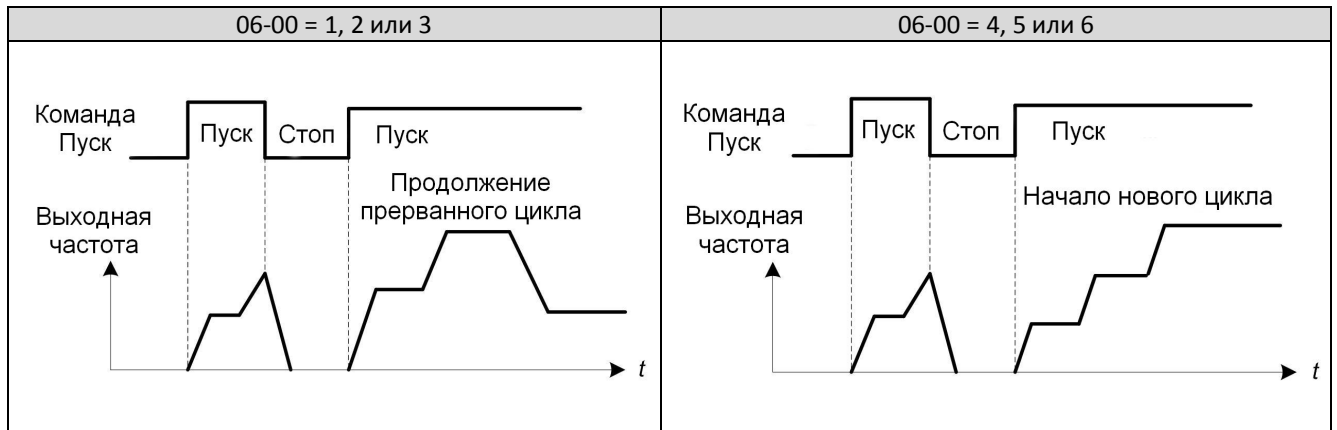 06-00 = 1, 2 или 3
Команда
Пуск
Пуск
Стоп
Пуск
Продолжение
прерванного цикла
Выходная
частота
t
06-00 = 4, 5 или 6
Команда
Пуск
Пуск
Стоп
Пуск
Начало нового цикла
Выходная
частота
t